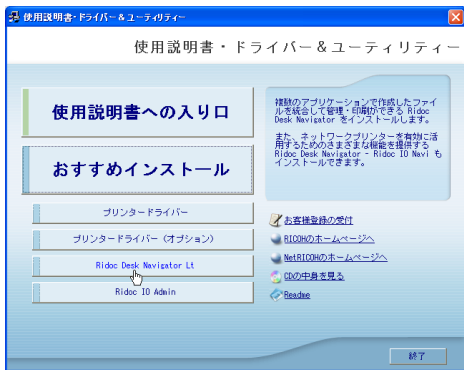 使用説明書・ドライバー＆ユーティリティー
使用説明書・ドライバー＆ユーティリティー
使用説明書への入り口
おすすめインストール
プリンタードライバー
プリンタードライバー（オプション）
Ridoc Desk Navigator Lt
Ridoc IO Admin
複数のアプリケーションで作成したファイ
ルを統合して管理・印刷ができる Ridoc
Desk Navigator をインストールします。
また、ネットワークプリンターを有効に活
用するためのさまざまな機能を提供する
Ridoc Desk Navigator - Ridoc IO Navi も
インストールできます。
お客様登録の受付
RICOHのホームページへ
NetRICOHのホームページへ
CDの中身を見る
Readme
終了